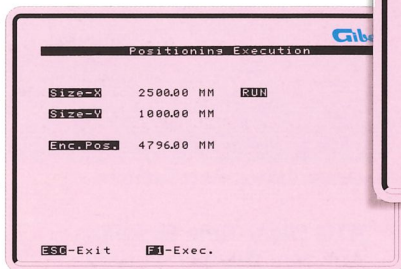 Positioning Execution
Size-X 2500.00 MM RUN
Size-Y 1000.00 MM
Enc.Pos. 4796.00 MM
ESC-Exit F1-Exec.